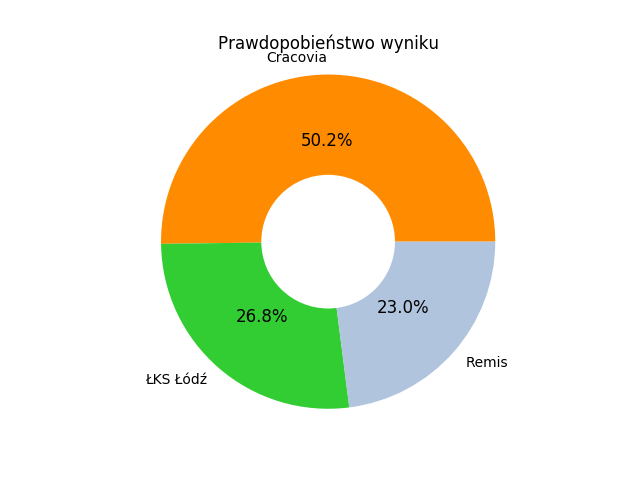 Prawdopobieństwo wyniku
Cracovia
50.2%
26.8%
23.0%
Remis
ŁKS Łódź